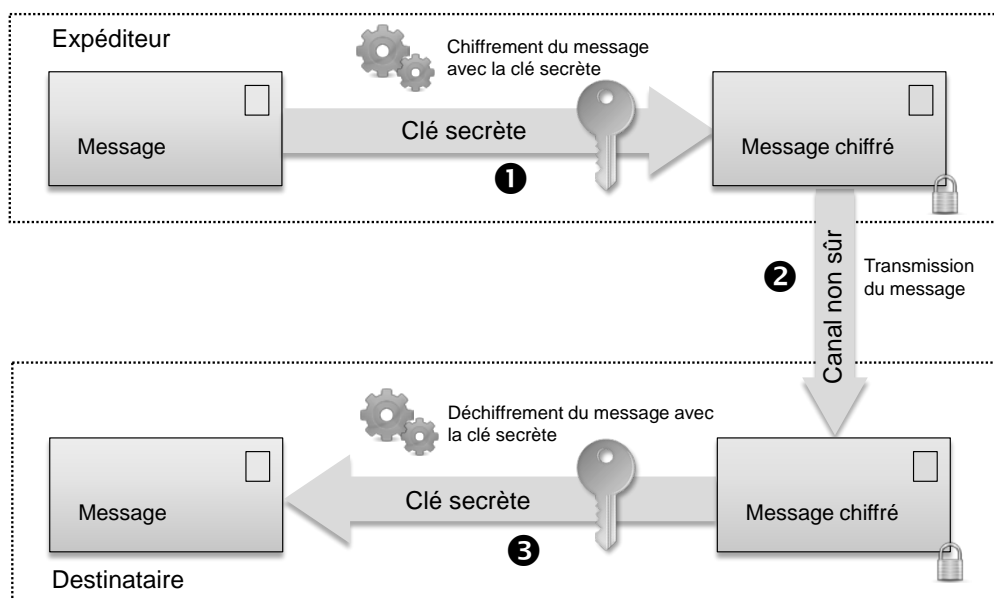 Expéditeur
Chiffrement du message
avec la clé secrète
Message
Clé secrète
Message chiffré
❶
❷
Canal non sûr
Transmission
du message
Déchiffrement du message avec
la clé secrète
Message
Clé secrète
Message chiffré
❸
Destinataire